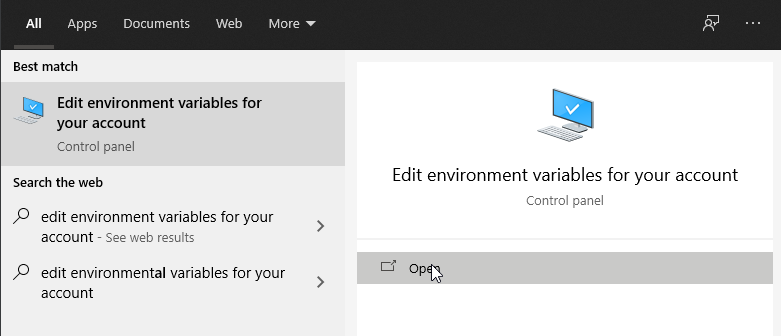 All Apps Documents Web More
Best match
Edit environment variables for
your account
Control panel
Search the web
edit environment variables for your
account - See web results
edit environmental variables for your
account
Edit environment variables for your account
Control panel
Open